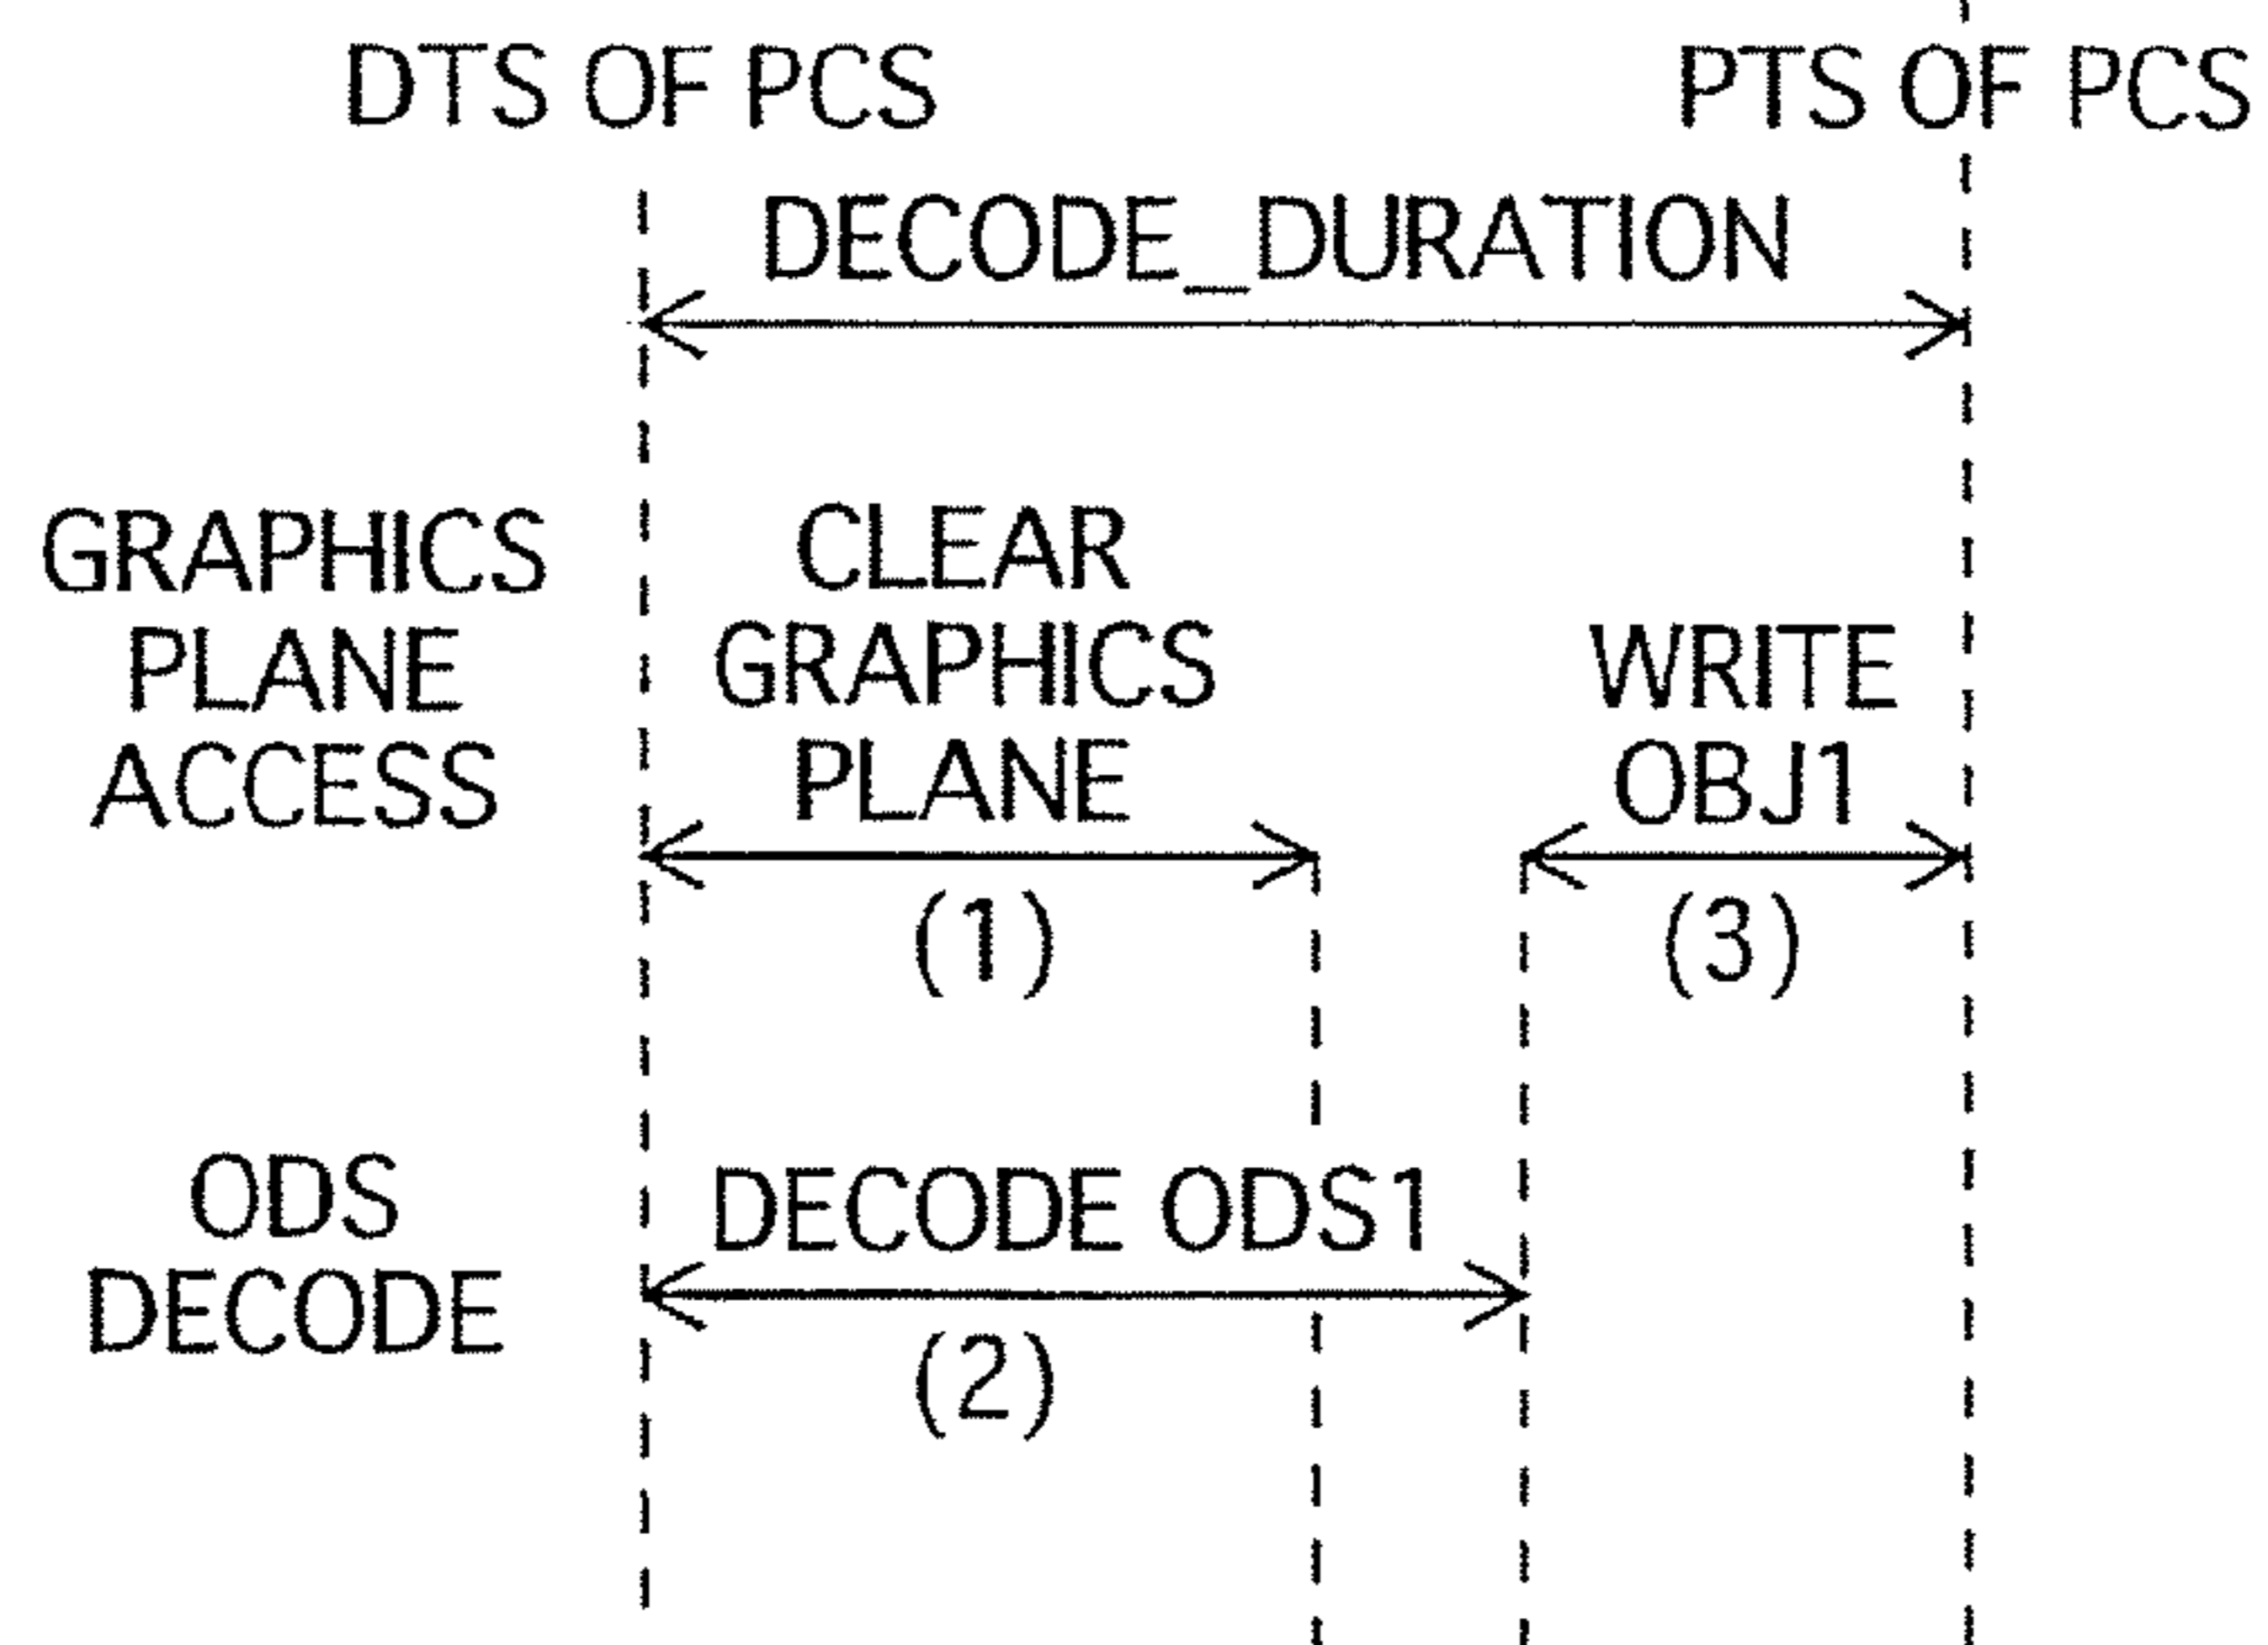 DTS OF PCS
PTS OF PCS
DECODE_DURATION
GRAPHICS
PLANE
ACCESS
CLEAR
GRAPHICS
PLANE
WRITE
OBJ1
(1)
(3)
ODS
DECODE
DECODE ODS1
(2)